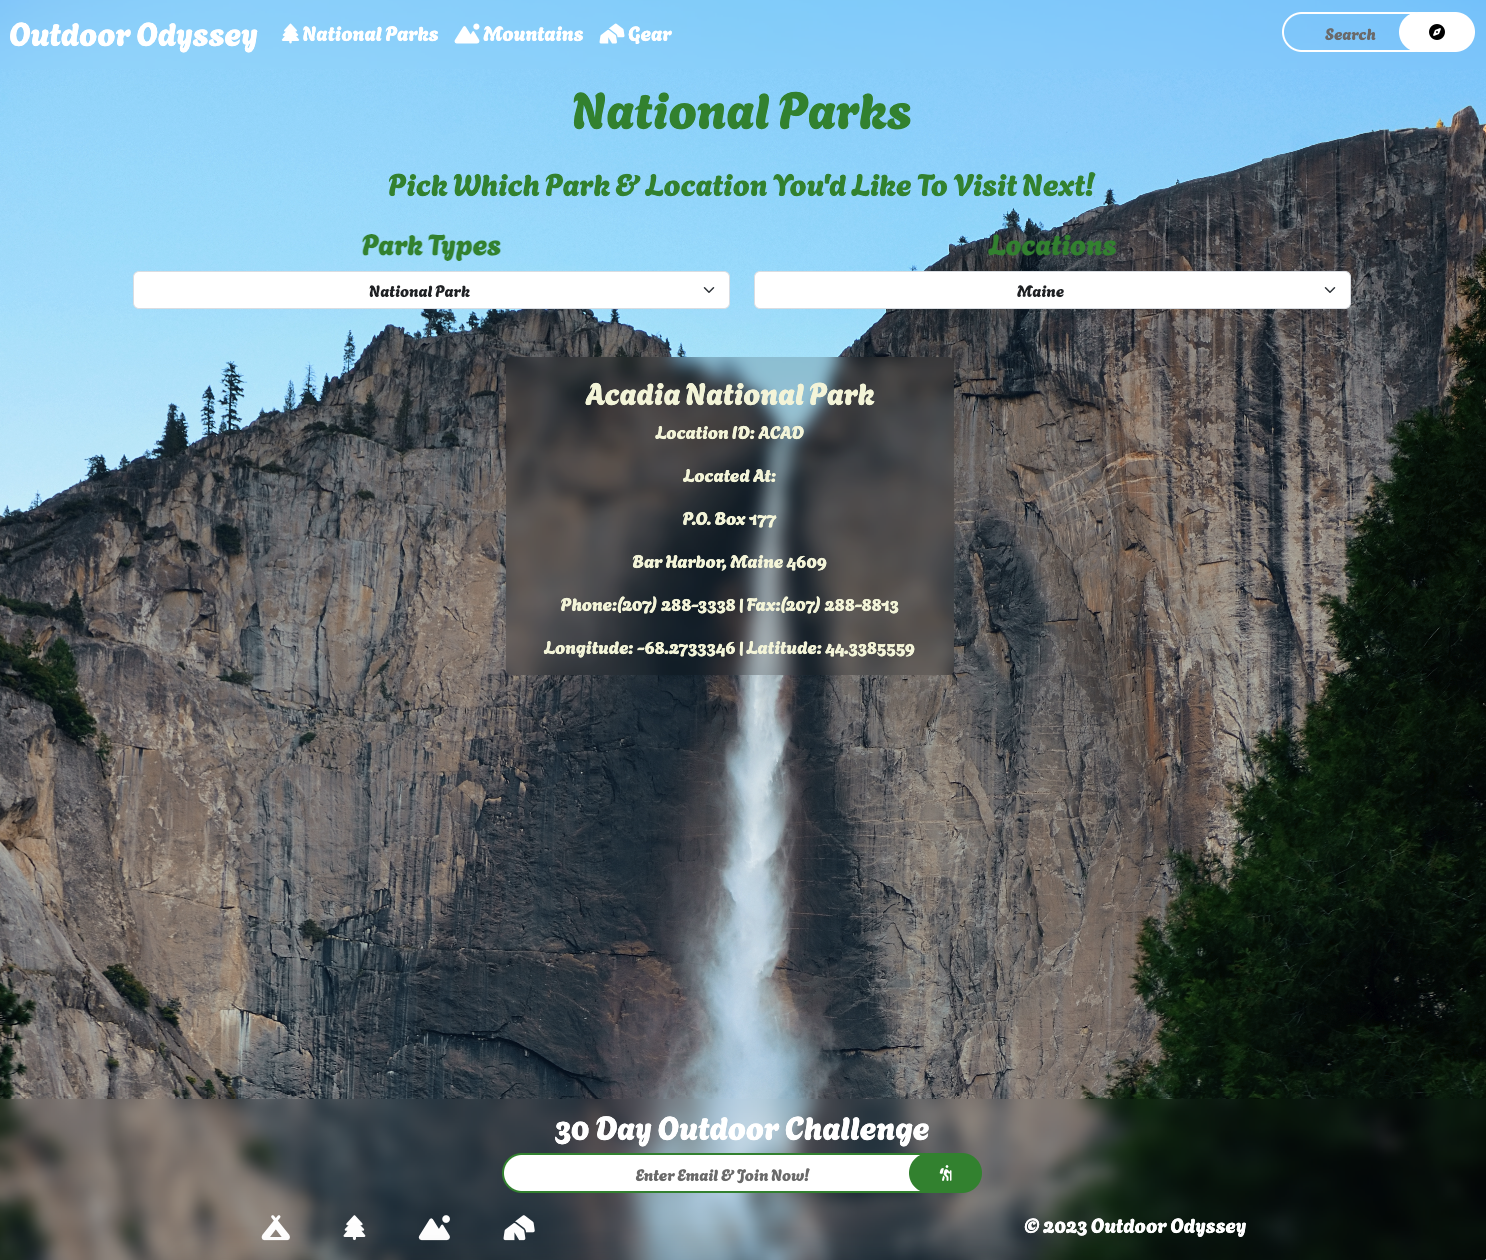 Outdoor Odyssey National Parks Mountains Gear Search
National Parks
Pick Which Park & Location You'd Like To Visit Next!
Park Types
Locations
National Park
Maine
Acadia National Park
Location ID: ACAD
Located At:
P.O. Box 177
Bar Harbor, Maine 4609
Phone:(207) 288-3338 | Fax:(207) 288-8813
Longitude: -68.2733346 | Latitude: 44.3385559
30 Day Outdoor Challenge
Enter Email & Join Now!
© 2023 Outdoor Odyssey